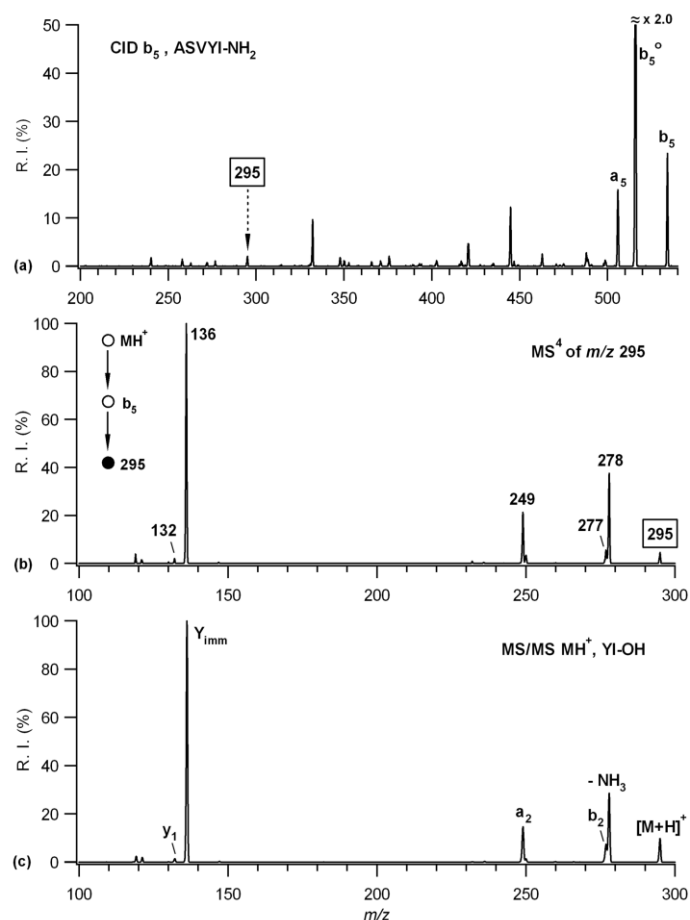 ≈ x 2.0
CID b5 , ASVYI-NH2
b5o
b5
a5
295
R. I. (%)
50
40
30
20
10
0
(a)
200 250 300 350 400 450 500
MH+
b5
295
136
MS4 of m/z 295
278
249
277
295
132
R. I. (%)
100
80
60
40
20
0
(b)
100 150 200 250 300
Yimm
MS/MS MH+, YI-OH
- NH3
b2
a2
[M+H]+
y1
R. I. (%)
100
80
60
40
20
0
(c)
100 150 200 250 300
m/z